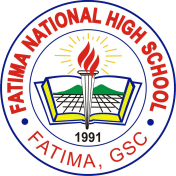 • FATIMA NATIONAL HIGH SCHOOL •
1991
FATIMA, GSC